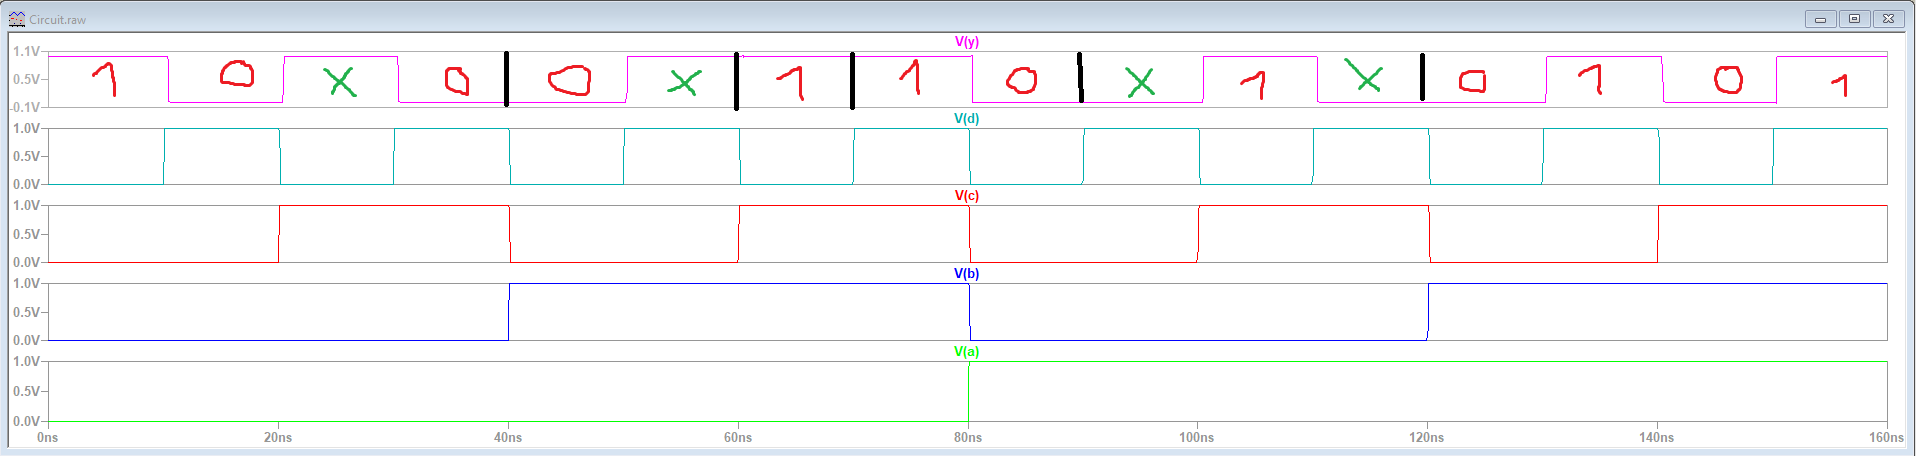 Circuit.raw
V(y)
1.1V
0.5V
-0.1V
1 0 X 0 0 X 1 1 0 X 1 X 0 1 0 1
V(d)
1.0V
0.5V
0.0V
V(c)
1.0V
0.5V
0.0V
V(b)
1.0V
0.5V
0.0V
V(a)
1.0V
0.5V
0.0V
0ns 20ns 40ns 60ns 80ns 100ns 120ns 140ns 160ns